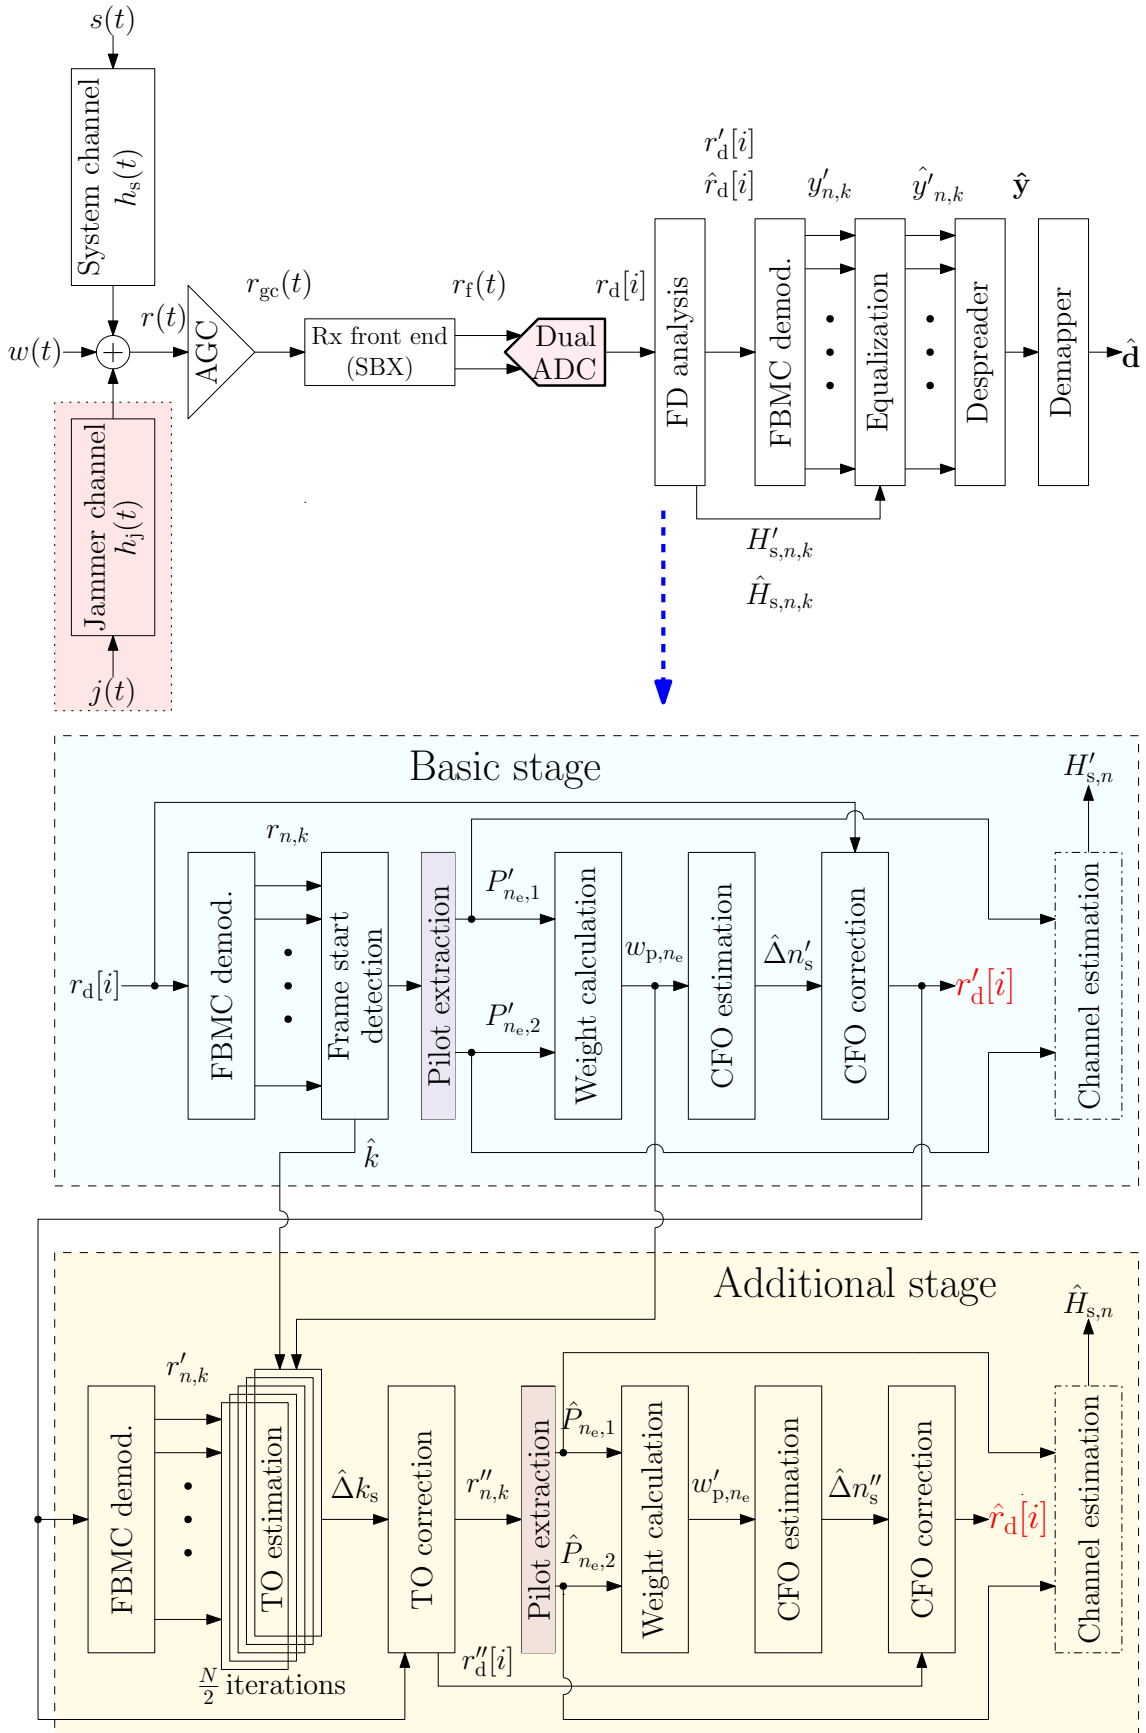 s(t)
System channel
h_s(t)
w(t)
+
r(t)
AGC
r_gc(t)
Rx front end
(SBX)
r_f(t)
Dual
ADC
r_d[i]
FD analysis
r′_d[i]
r̂_d[i]
FBMC demod.
y′_{n,k}
Equalization
ŷ′_{n,k}
Despreader
ŷ
Demapper
d̂
H′_{s,n,k}
Ĥ_{s,n,k}
Jammer channel
h_j(t)
j(t)
Basic stage
r_d[i]
FBMC demod.
r_{n,k}
Frame start
detection
k̂
Pilot extraction
P′_{n_e,1}
P′_{n_e,2}
Weight calculation
w_{p,n_e}
CFO estimation
Δ̂n′_s
CFO correction
r′_d[i]
Channel estimation
H′_{s,n}
Additional stage
FBMC demod.
r′_{n,k}
TO estimation
N/2 iterations
Δ̂k_s
TO correction
r″_{n,k}
r″_d[i]
Pilot extraction
P̂_{n_e,1}
P̂_{n_e,2}
Weight calculation
w′_{p,n_e}
CFO estimation
Δ̂n″_s
CFO correction
r̂_d[i]
Channel estimation
Ĥ_{s,n}